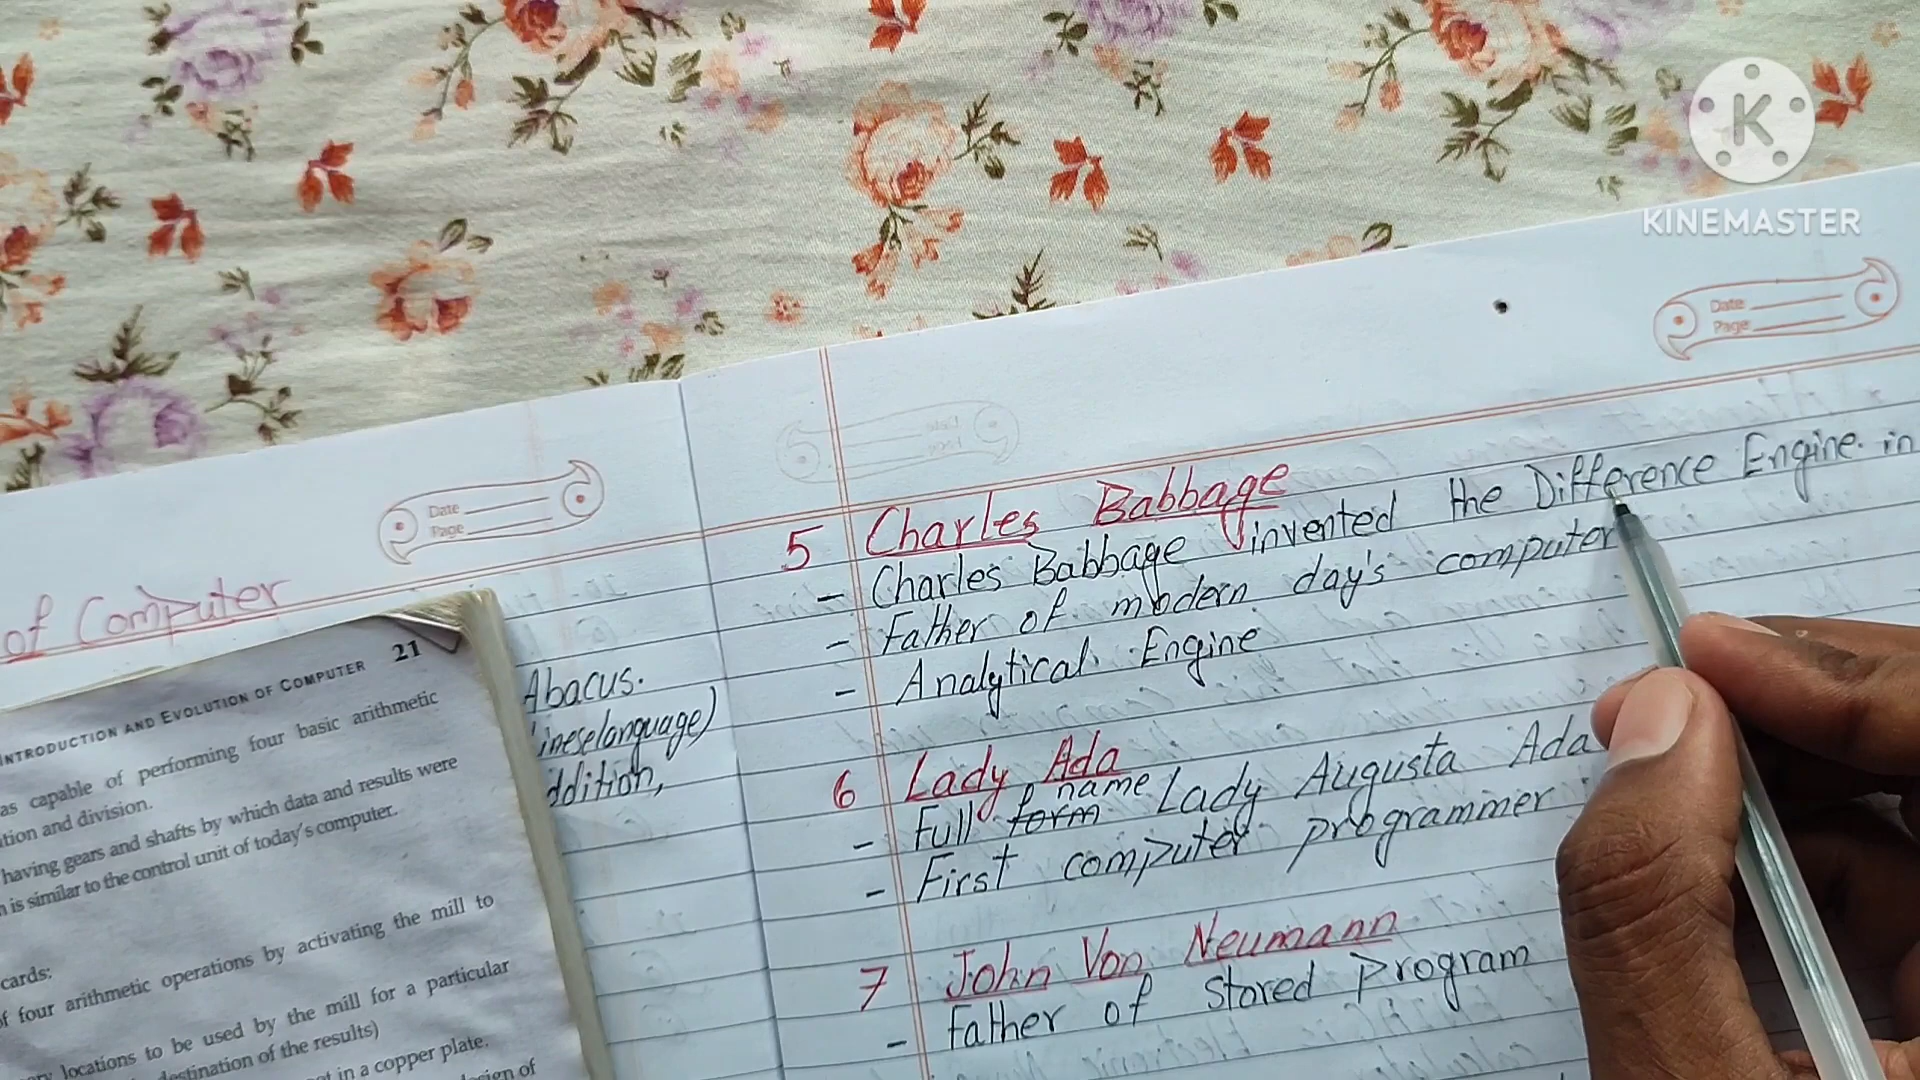 K
KINEMASTER
Date
Page
Date
Page
of Computer
INTRODUCTION AND EVOLUTION OF COMPUTER 21
as capable of performing four basic arithmetic
tion and division.
having gears and shafts by which data and results were
is similar to the control unit of today's computer.
cards:
f four arithmetic operations by activating the mill to
locations to be used by the mill for a particular
destination of the results)
in a copper plate.
Abacus.
ineselanguage)
ddition,
5 Charles Babbage
- Charles Babbage invented the Difference Engine. in
- Father of modern day's computer
- Analytical Engine
6 Lady Ada
name
- Full form Lady Augusta Ada
- First computer programmer
7 John Von Neumann
- Father of stored Program